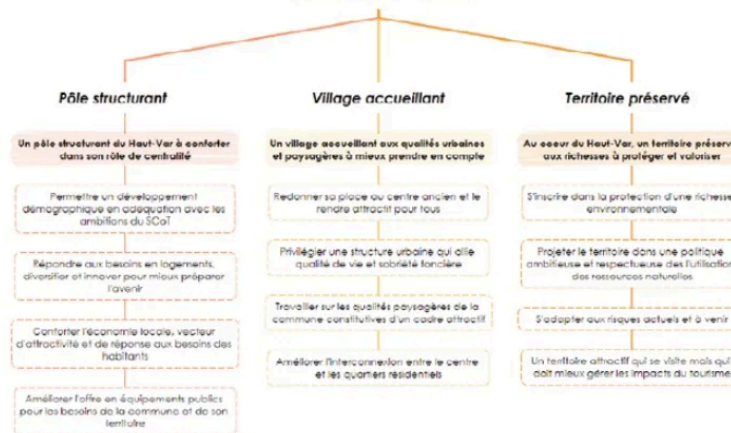 Pôle structurant
Un pôle structurant du Haut-Var à conforter
dans son rôle de centralité
Permettre un développement
démographique en adéquation avec les
ambitions du SCoT
Répondre aux besoins en logements,
diversifier et innover pour mieux préparer
l'avenir
Conforter l'économie locale, vecteur
d'attractivité et de réponse aux besoins des
habitants
Améliorer l'offre en équipements publics
pour les besoins de la commune et de son
territoire
Village accueillant
Un village accueillant aux qualités urbaines
et paysagères à mieux prendre en compte
Redonner sa place au centre ancien et le
rendre attractif pour tous
Privilégier une structure urbaine qui allie
qualité de vie et sobriété foncière
Travailler sur les qualités paysagères de la
commune constitutives d'un cadre attractif
Améliorer l'interconnexion entre le centre
et les quartiers résidentiels
Territoire préservé
Au coeur du Haut-Var, un territoire préserv
aux richesses à protéger et valoriser
S'inscrire dans la protection d'une richesse
environnementale
Projeter le territoire dans une politique
ambitieuse et respectueuse des l'utilisation
des ressources naturelles
S'adapter aux risques actuels et à venir
Un territoire attractif qui se visite mais qui
doit mieux gérer les impacts du tourisme